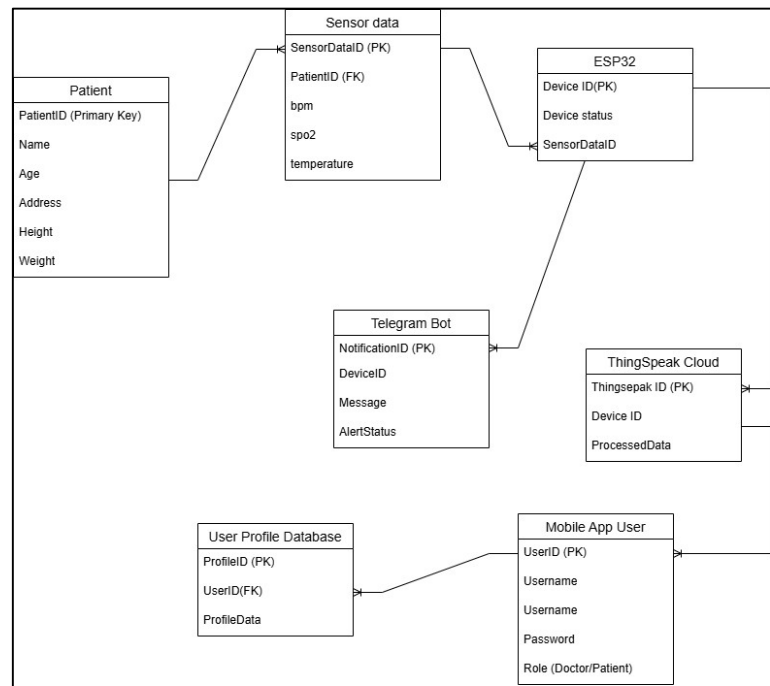 Patient
PatientID (Primary Key)
Name
Age
Address
Height
Weight
Sensor data
SensorDataID (PK)
PatientID (FK)
bpm
spo2
temperature
ESP32
Device ID(PK)
Device status
SensorDataID
Telegram Bot
NotificationID (PK)
DeviceID
Message
AlertStatus
ThingSpeak Cloud
Thingsepak ID (PK)
Device ID
ProcessedData
User Profile Database
ProfileID (PK)
UserID(FK)
ProfileData
Mobile App User
UserID (PK)
Username
Username
Password
Role (Doctor/Patient)